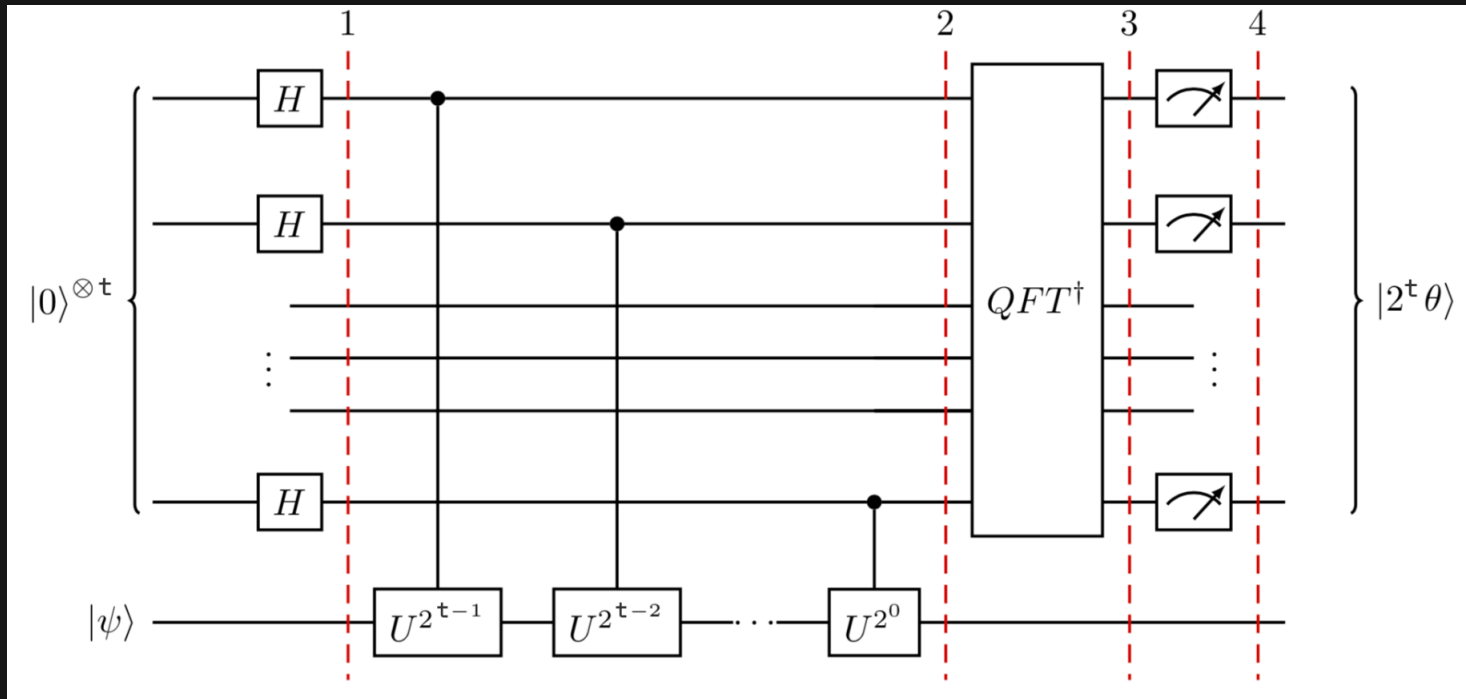 1 2 3 4
H
H
|0⟩^{⊗t} QFT^† |2^t θ⟩
⋮ ⋮
H
|ψ⟩ U^{2^{t−1}} U^{2^{t−2}} ··· U^{2^0}